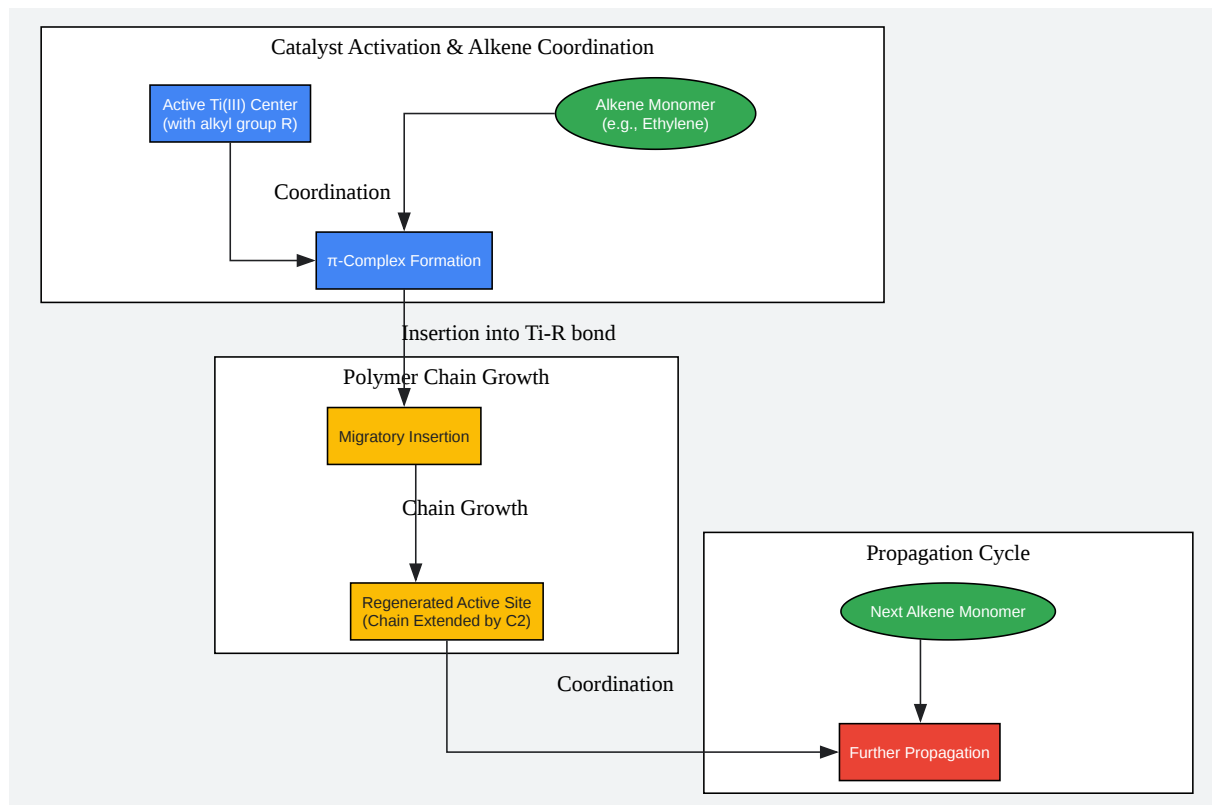 Catalyst Activation & Alkene Coordination
Active Ti(III) Center
(with alkyl group R)
Alkene Monomer
(e.g., Ethylene)
Coordination
π-Complex Formation
Insertion into Ti-R bond
Polymer Chain Growth
Migratory Insertion
Chain Growth
Regenerated Active Site
(Chain Extended by C2)
Propagation Cycle
Next Alkene Monomer
Coordination
Further Propagation